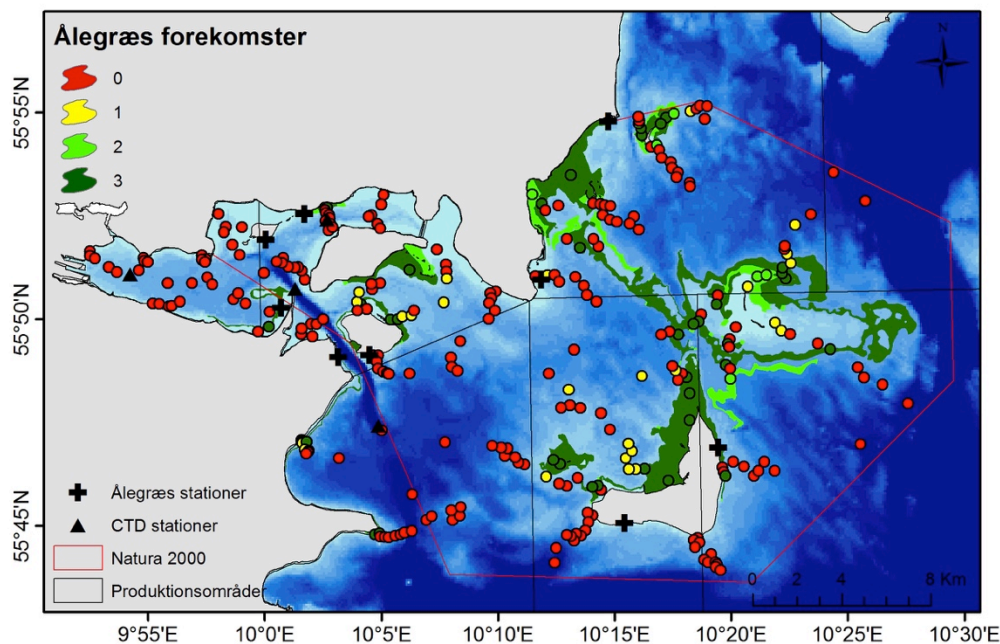 Ålegræs forekomster
0
1
2
3
Ålegræs stationer
CTD stationer
Natura 2000
Produktionsområde
N
0 2 4 8 Km
55°55'N
55°50'N
55°45'N
9°55'E 10°0'E 10°5'E 10°10'E 10°15'E 10°20'E 10°25'E 10°30'E